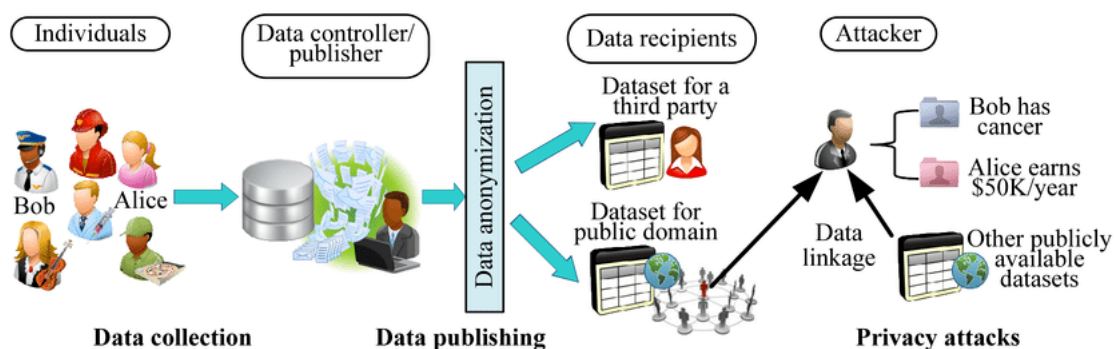 Individuals
Data controller/
publisher
Data recipients
Attacker
Bob
Alice
Data anonymization
Dataset for a
third party
Dataset for
public domain
Bob has
cancer
Alice earns
$50K/year
Data
linkage
Other publicly
available
datasets
Data collection
Data publishing
Privacy attacks